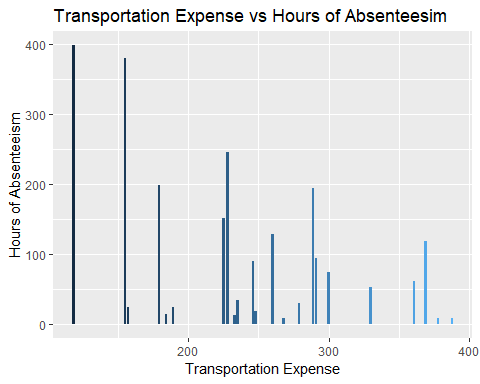 Transportation Expense vs Hours of Absenteesim
400
300
200
100
0
Hours of Absenteeism
200
300
400
Transportation Expense